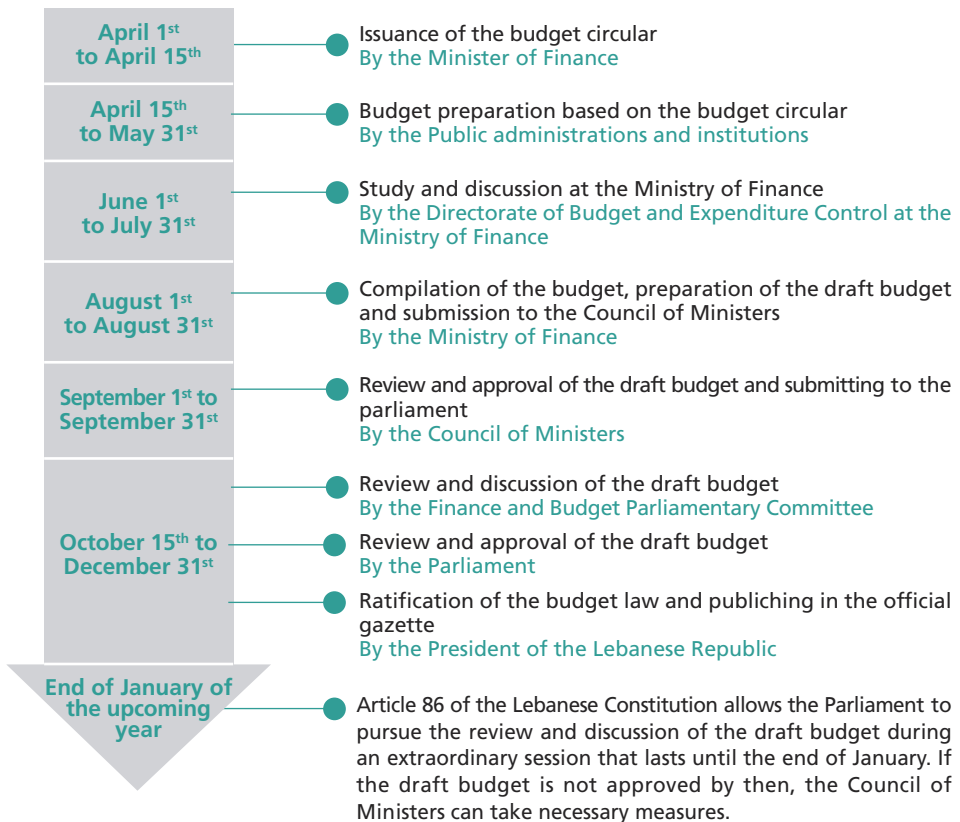 April 1st
to April 15th
Issuance of the budget circular
By the Minister of Finance
April 15th
to May 31st
Budget preparation based on the budget circular
By the Public administrations and institutions
June 1st
to July 31st
Study and discussion at the Ministry of Finance
By the Directorate of Budget and Expenditure Control at the
Ministry of Finance
August 1st
to August 31st
Compilation of the budget, preparation of the draft budget
and submission to the Council of Ministers
By the Ministry of Finance
September 1st to
September 31st
Review and approval of the draft budget and submitting to the
parliament
By the Council of Ministers
October 15th to
December 31st
Review and discussion of the draft budget
By the Finance and Budget Parliamentary Committee
Review and approval of the draft budget
By the Parliament
Ratification of the budget law and publiching in the official
gazette
By the President of the Lebanese Republic
End of January of
the upcoming
year
Article 86 of the Lebanese Constitution allows the Parliament to
pursue the review and discussion of the draft budget during
an extraordinary session that lasts until the end of January. If
the draft budget is not approved by then, the Council of
Ministers can take necessary measures.